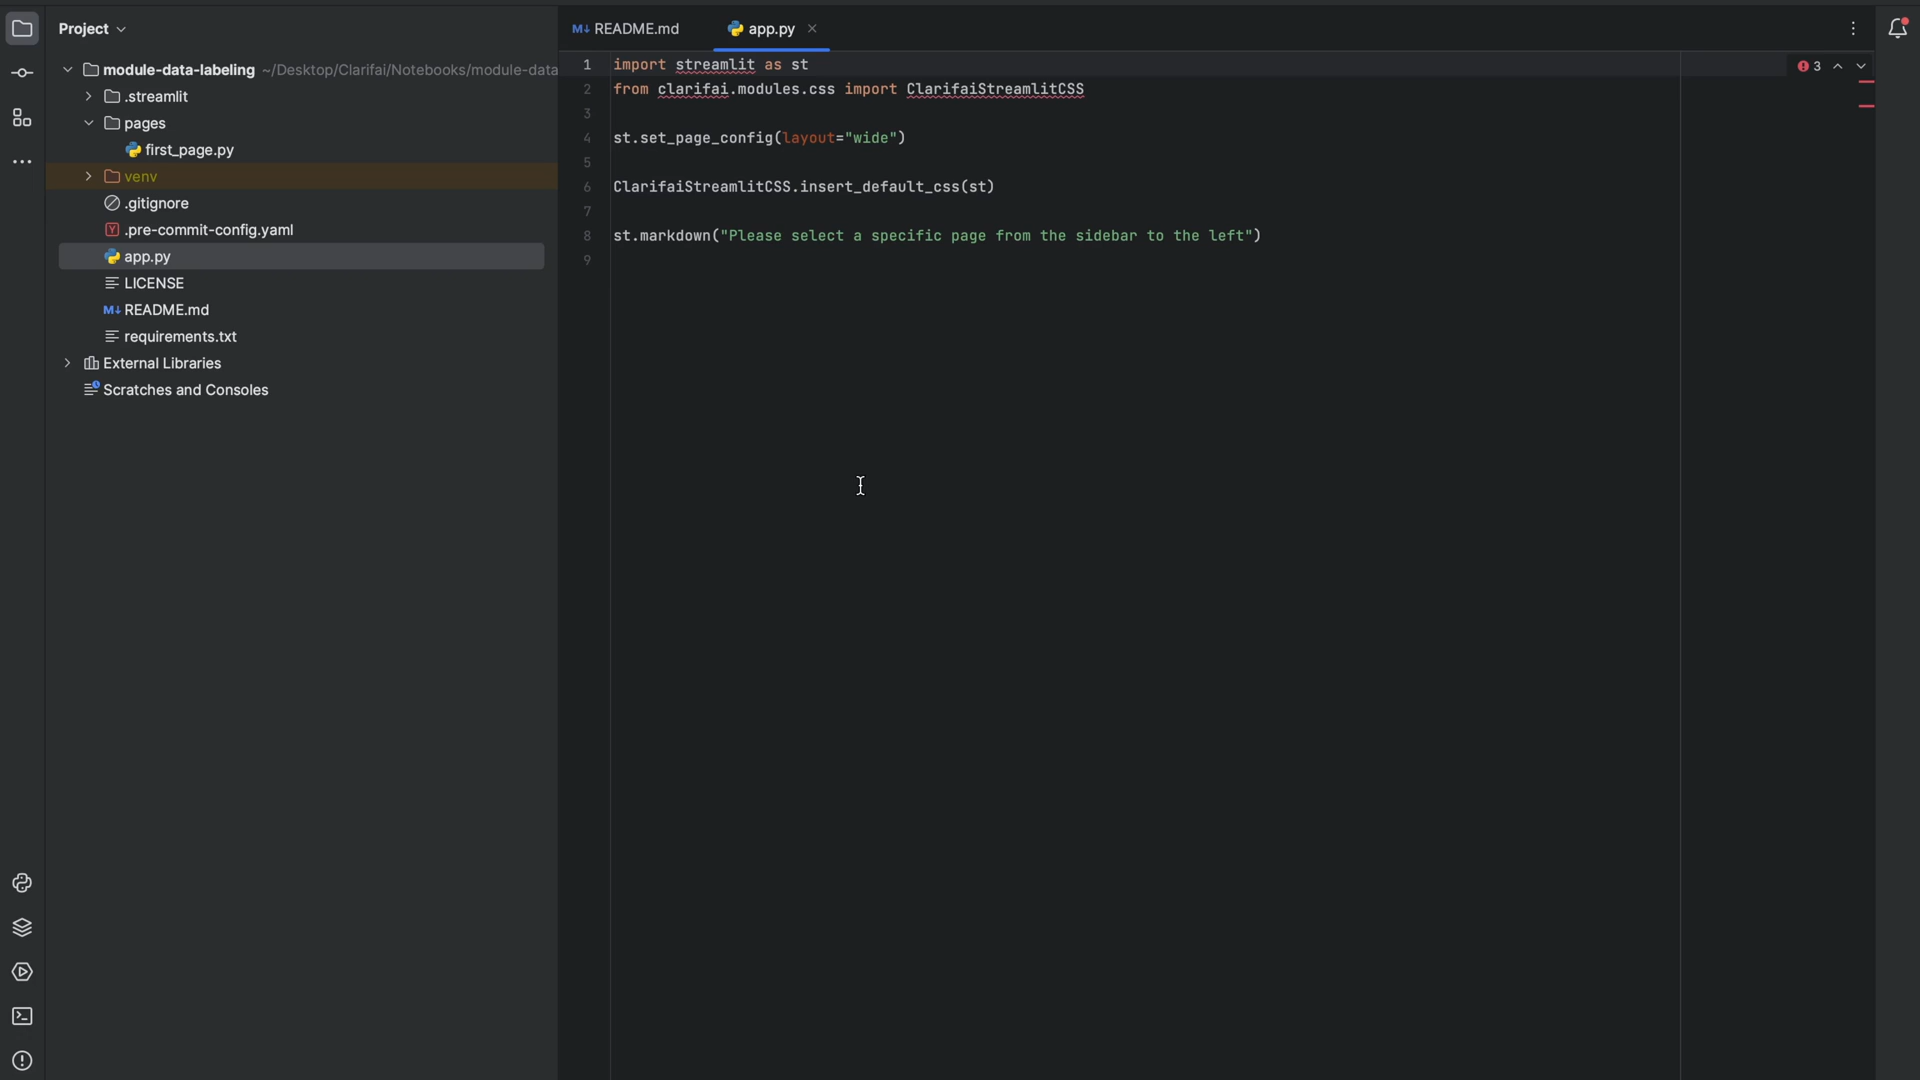 Project
README.md
app.py
module-data-labeling ~/Desktop/Clarifai/Notebooks/module-data
.streamlit
pages
first_page.py
venv
.gitignore
.pre-commit-config.yaml
app.py
LICENSE
README.md
requirements.txt
External Libraries
Scratches and Consoles
1 import streamlit as st
2 from clarifai.modules.css import ClarifaiStreamlitCSS
3
4 st.set_page_config(layout="wide")
5
6 ClarifaiStreamlitCSS.insert_default_css(st)
7
8 st.markdown("Please select a specific page from the sidebar to the left")
9
3